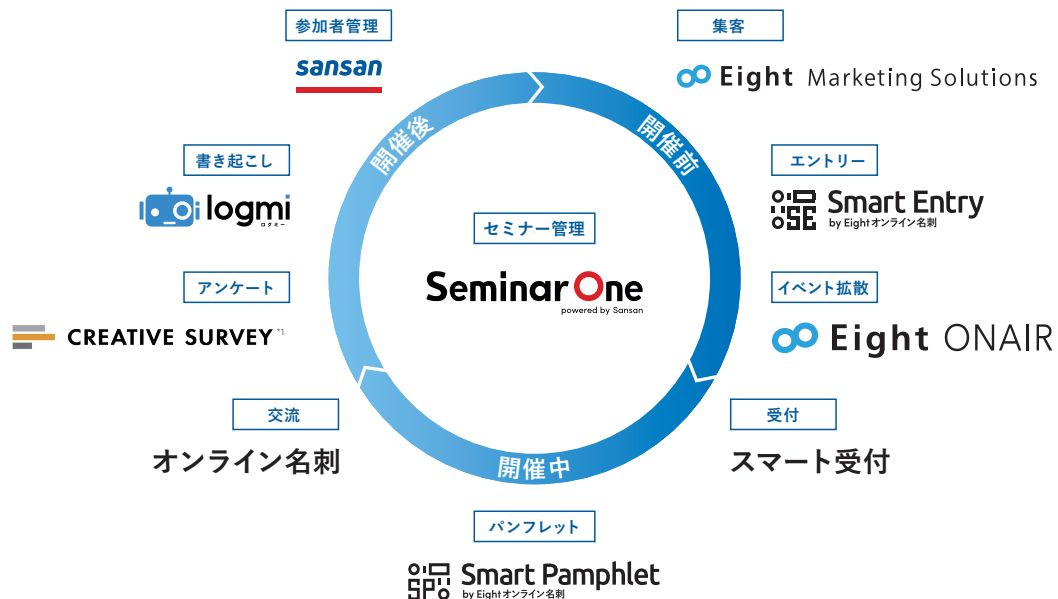 参加者管理
sansan
集客
Eight Marketing Solutions
開催後
開催前
書き起こし
logmi
ログミー
エントリー
Smart Entry
by Eightオンライン名刺
セミナー管理
Seminar One
powered by Sansan
アンケート
CREATIVE SURVEY *1
イベント拡散
Eight ONAIR
交流
オンライン名刺
受付
スマート受付
開催中
パンフレット
Smart Pamphlet
by Eightオンライン名刺